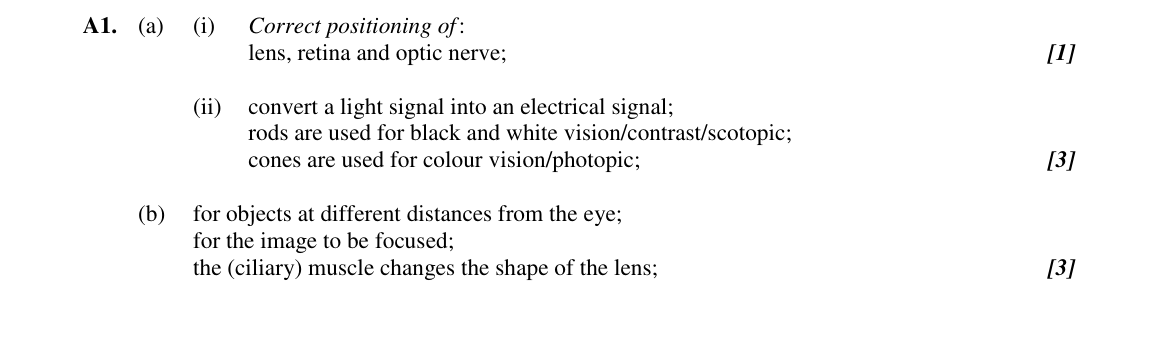 A1. (a) (i) Correct positioning of:
lens, retina and optic nerve; [1]
(ii) convert a light signal into an electrical signal;
rods are used for black and white vision/contrast/scotopic;
cones are used for colour vision/photopic; [3]
(b) for objects at different distances from the eye;
for the image to be focused;
the (ciliary) muscle changes the shape of the lens; [3]